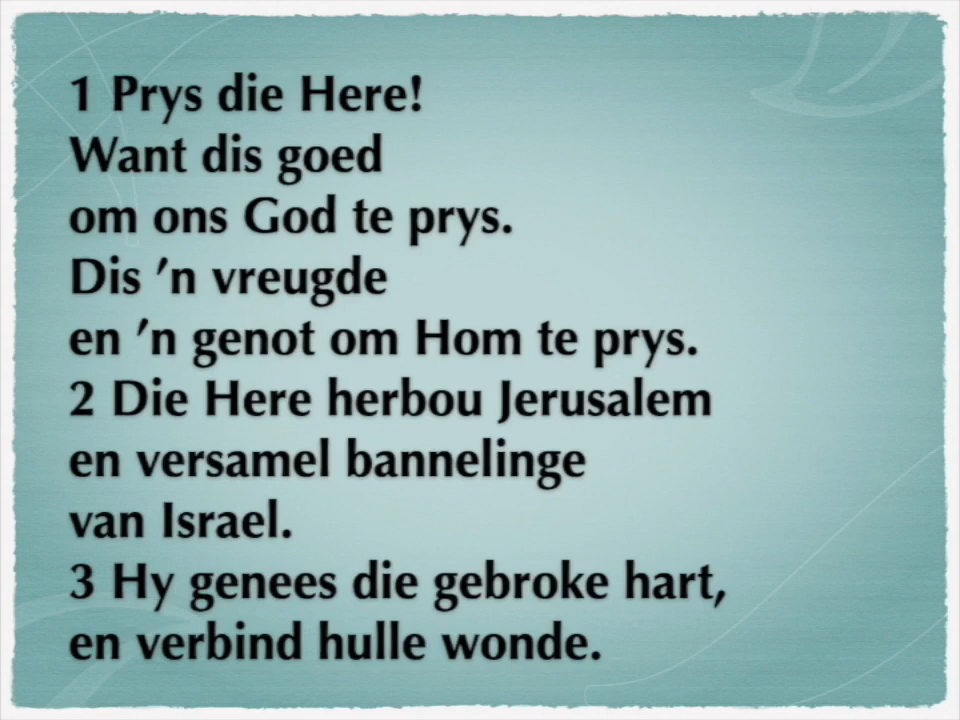 1 Prys die Here!
Want dis goed
om ons God te prys.
Dis ’n vreugde
en ’n genot om Hom te prys.
2 Die Here herbou Jerusalem
en versamel bannelinge
van Israel.
3 Hy genees die gebroke hart,
en verbind hulle wonde.